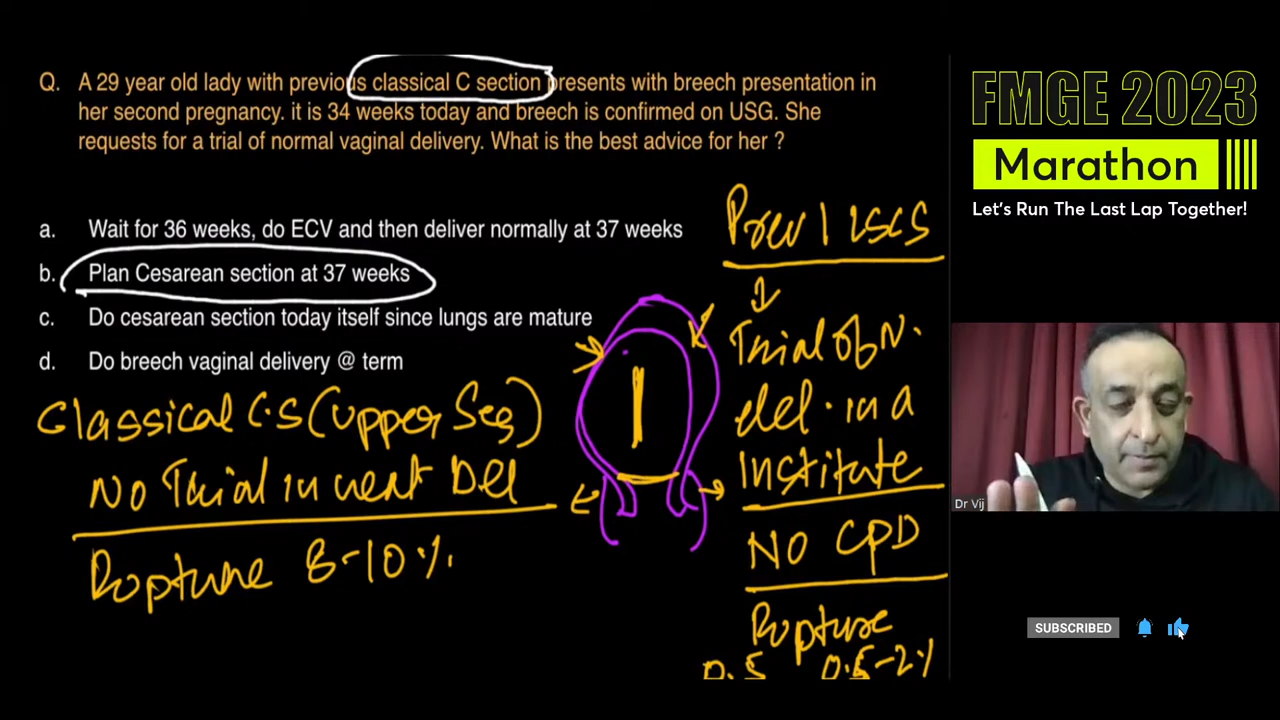 Q. A 29 year old lady with previous classical C section presents with breech presentation in
her second pregnancy. it is 34 weeks today and breech is confirmed on USG. She
requests for a trial of normal vaginal delivery. What is the best advice for her ?
a. Wait for 36 weeks, do ECV and then deliver normally at 37 weeks
b. Plan Cesarean section at 37 weeks
c. Do cesarean section today itself since lungs are mature
d. Do breech vaginal delivery @ term
Classical C.S (Upper Seg)
No Trial in next Del
Rupture 8-10%
Prev 1 LSCS
Trial of N.
del. in a
Institute
NO CPD
Rupture
0.5 0.5-2%
FMGE 2023
Marathon
Let's Run The Last Lap Together!
Dr Vij
SUBSCRIBED